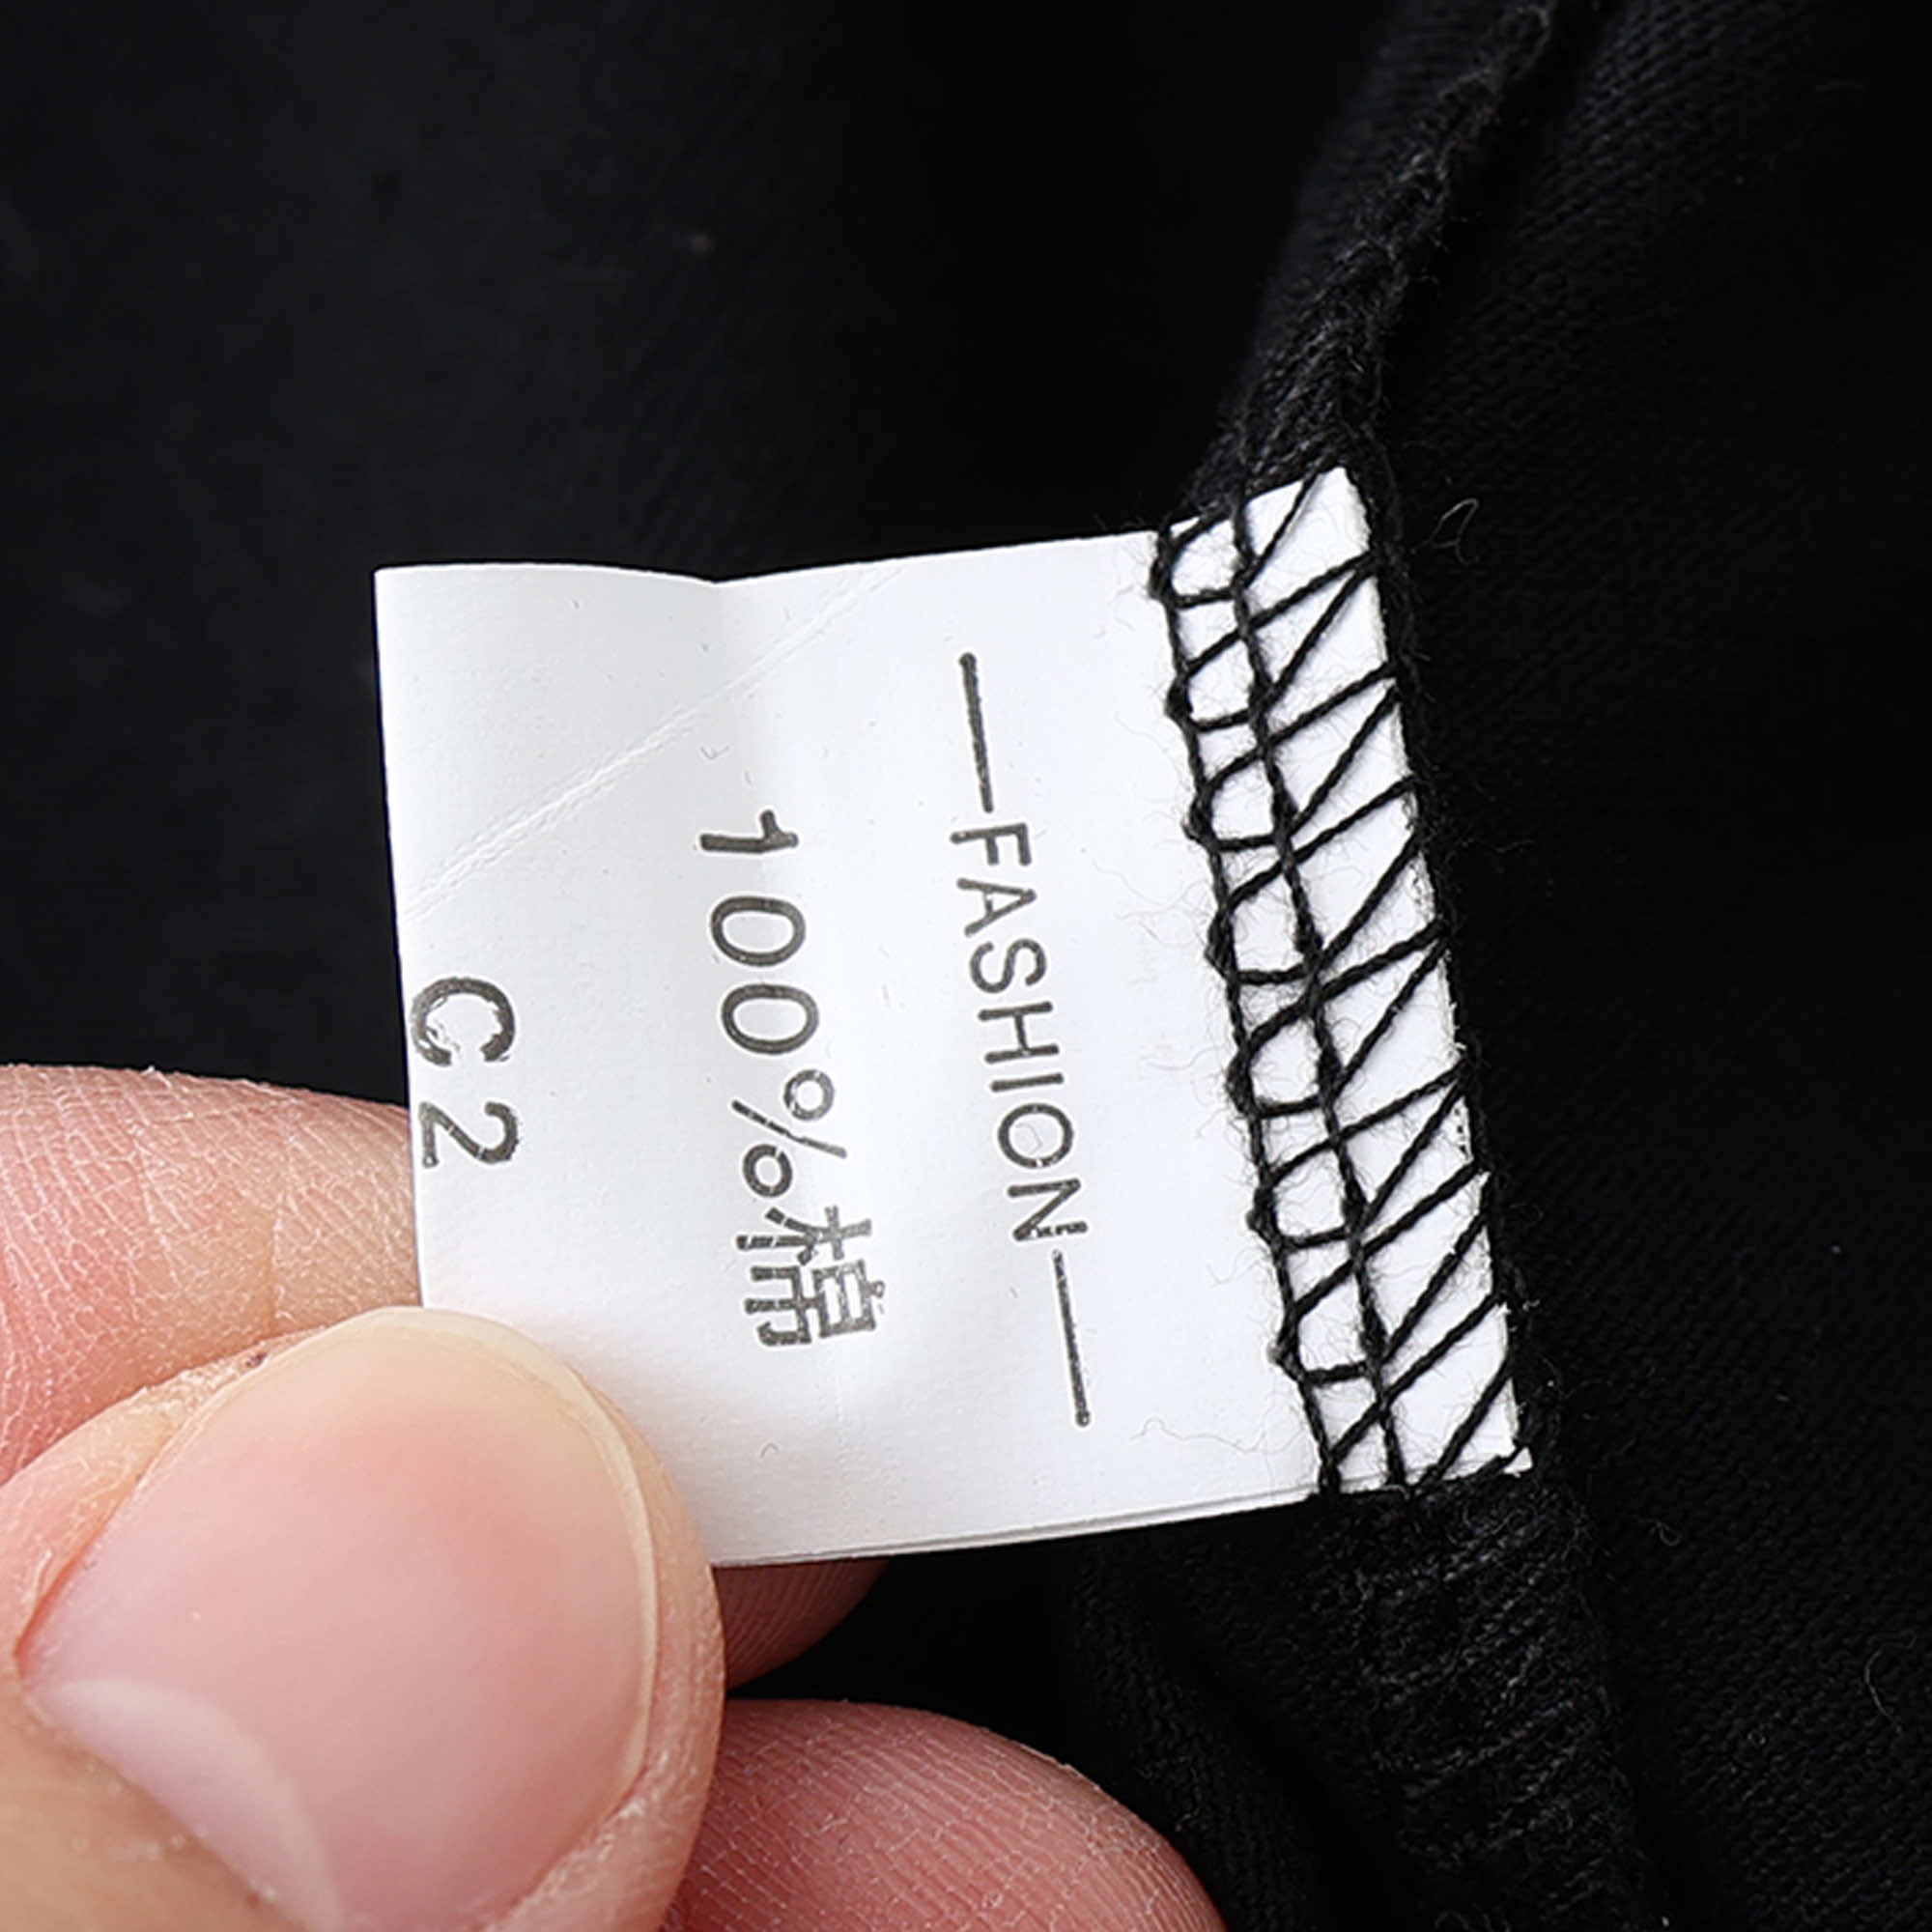 —FASHION—
100%棉
C2